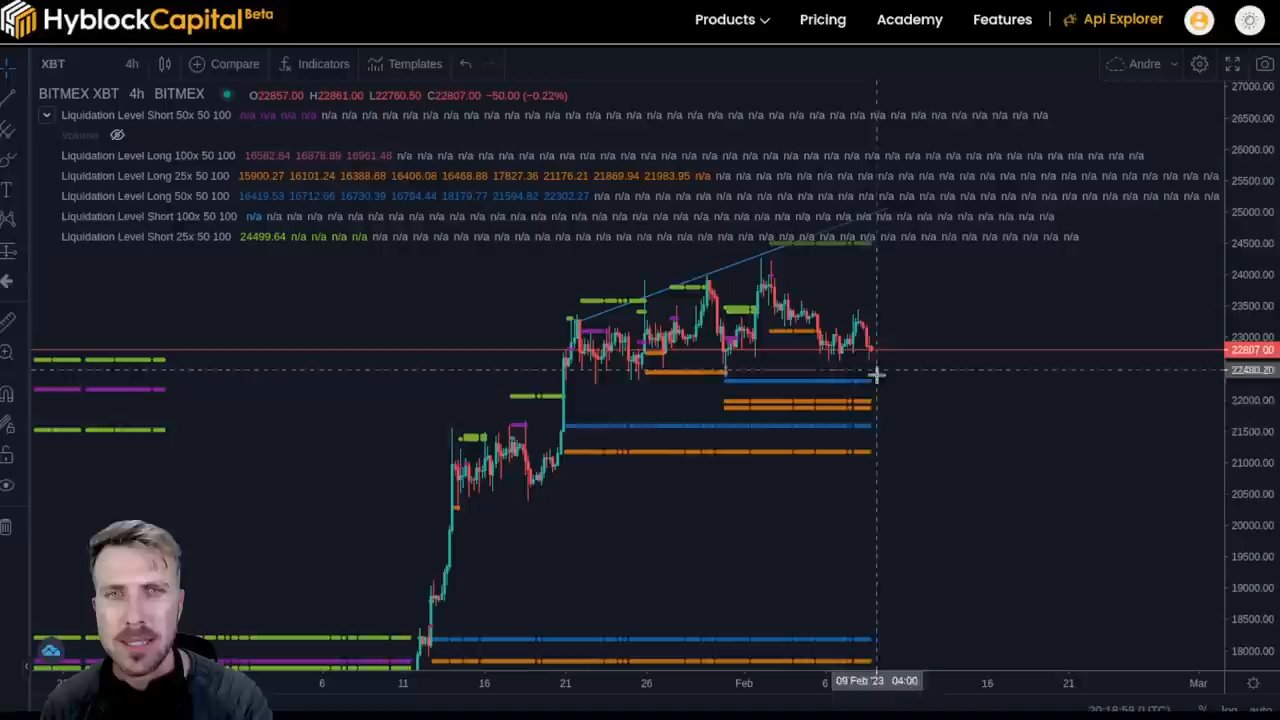 HyblockCapital Beta
Products
Pricing
Academy
Features
Api Explorer
XBT
4h
Compare
Indicators
Templates
Andre
BITMEX XBT 4h BITMEX O22857.00 H22861.00 L22760.50 C22807.00 −50.00 (−0.22%)
Liquidation Level Short 50x 50 100 n/a n/a n/a n/a n/a n/a n/a n/a n/a n/a n/a n/a n/a n/a n/a n/a n/a n/a n/a n/a n/a n/a n/a n/a n/a n/a n/a n/a n/a n/a
Volume
Liquidation Level Long 100x 50 100 16582.84 16878.89 16961.48 n/a n/a n/a n/a n/a n/a n/a n/a n/a n/a n/a n/a n/a n/a n/a n/a n/a n/a n/a n/a n/a n/a n/a n/a n/a n/a n/a
Liquidation Level Long 25x 50 100 15900.27 16101.24 16388.68 16406.08 16468.88 17827.36 21176.21 21869.94 21983.95 n/a n/a n/a n/a n/a n/a n/a n/a n/a n/a n/a n/a n/a n/a n/a n/a n/a n/a n/a
Liquidation Level Long 50x 50 100 16419.53 16712.66 16730.39 16794.44 18179.77 21594.82 22302.27 n/a n/a n/a n/a n/a n/a n/a n/a n/a n/a n/a n/a n/a n/a n/a n/a n/a n/a n/a n/a n/a n/a n/a
Liquidation Level Short 100x 50 100 n/a n/a n/a n/a n/a n/a n/a n/a n/a n/a n/a n/a n/a n/a n/a n/a n/a n/a n/a n/a n/a n/a n/a n/a n/a n/a n/a n/a n/a n/a
Liquidation Level Short 25x 50 100 24499.64 n/a n/a n/a n/a n/a n/a n/a n/a n/a n/a n/a n/a n/a n/a n/a n/a n/a n/a n/a n/a n/a n/a n/a n/a n/a n/a n/a n/a n/a
27000.00
26500.00
26000.00
25500.00
25000.00
24500.00
24000.00
23500.00
23000.00
22807.00
22000.00
21500.00
21000.00
20500.00
20000.00
19500.00
19000.00
18500.00
18000.00
6
11
16
21
26
Feb
6
09 Feb '23 04:00
16
21
Mar
20:18:59 (UTC)
%
log
auto